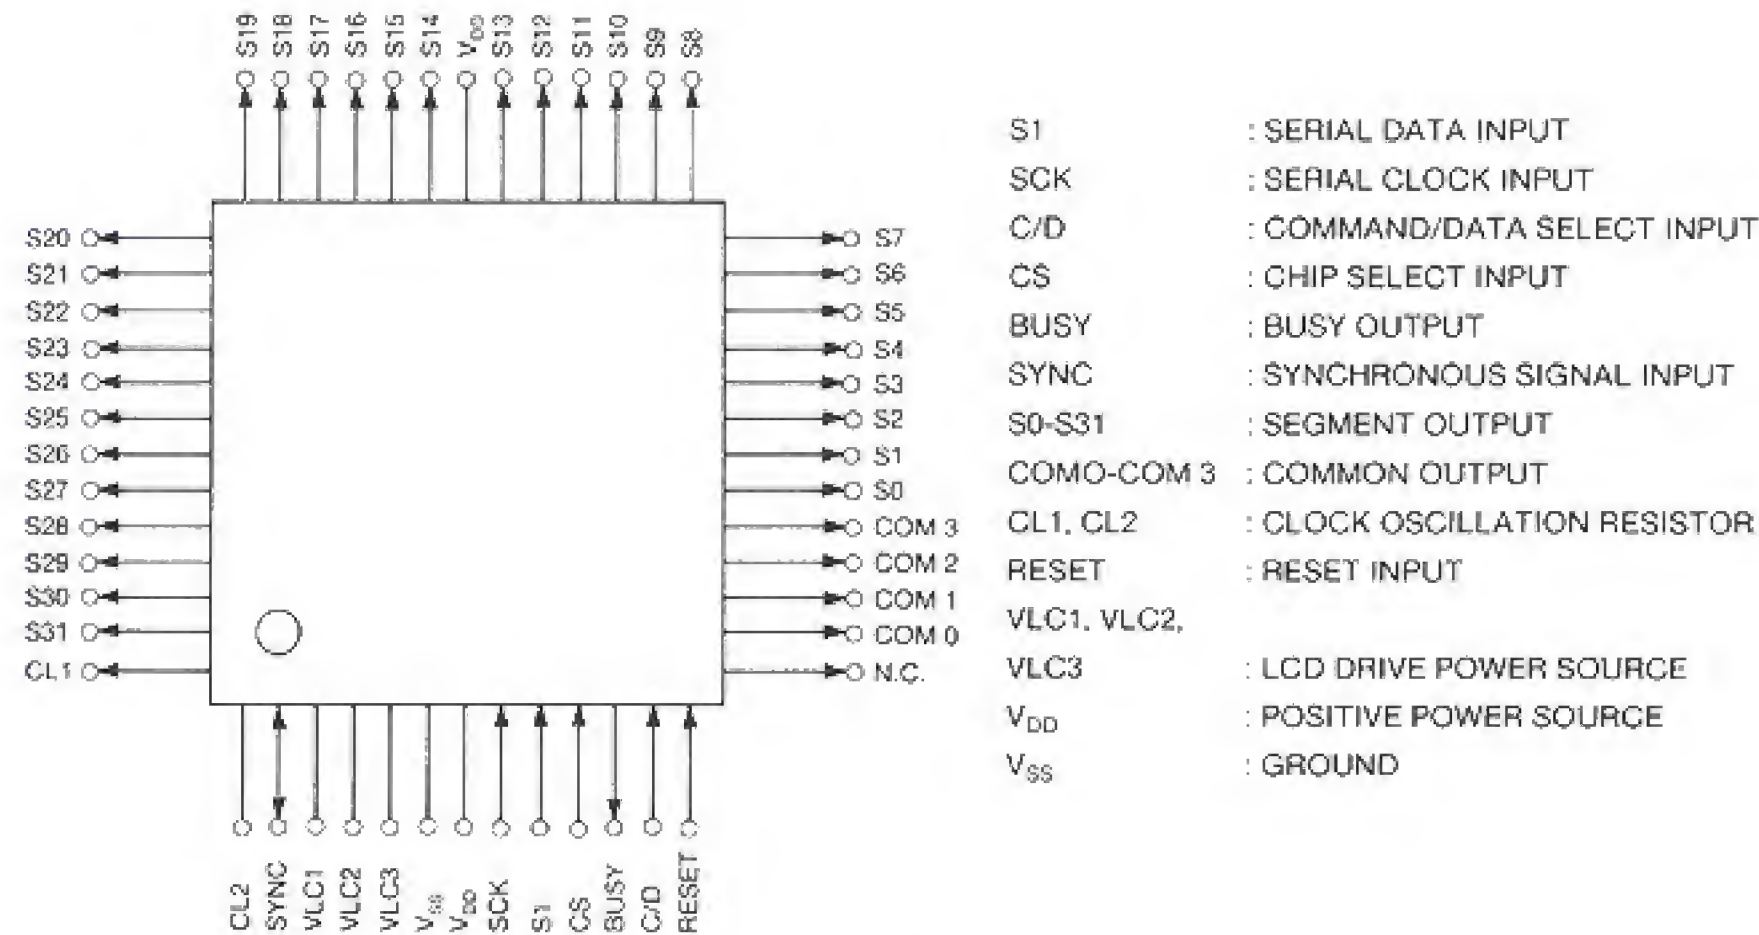 S19
S18
S17
S16
S15
S14
VDD
S13
S12
S11
S10
S9
S8
S20
S21
S22
S23
S24
S25
S26
S27
S28
S29
S30
S31
CL1
S7
S6
S5
S4
S3
S2
S1
S0
COM 3
COM 2
COM 1
COM 0
N.C.
CL2
SYNC
VLC1
VLC2
VLC3
VSS
VDD
SCK
S1
CS
BUSY
C/D
RESET
S1 : SERIAL DATA INPUT
SCK : SERIAL CLOCK INPUT
C/D : COMMAND/DATA SELECT INPUT
CS : CHIP SELECT INPUT
BUSY : BUSY OUTPUT
SYNC : SYNCHRONOUS SIGNAL INPUT
S0-S31 : SEGMENT OUTPUT
COMO-COM 3 : COMMON OUTPUT
CL1, CL2 : CLOCK OSCILLATION RESISTOR
RESET : RESET INPUT
VLC1, VLC2,
VLC3 : LCD DRIVE POWER SOURCE
VDD : POSITIVE POWER SOURCE
VSS : GROUND